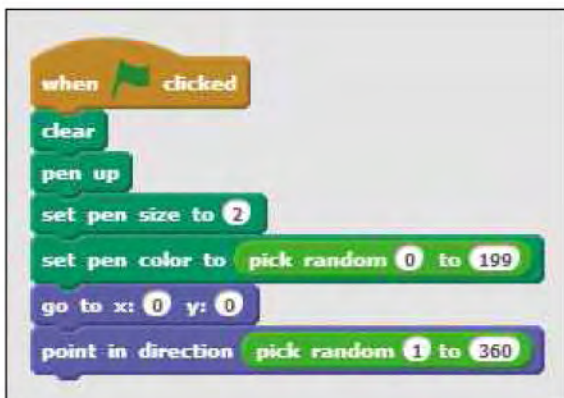 when clicked
clear
pen up
set pen size to 2
set pen color to pick random 0 to 199
go to x: 0 y: 0
point in direction pick random 1 to 360